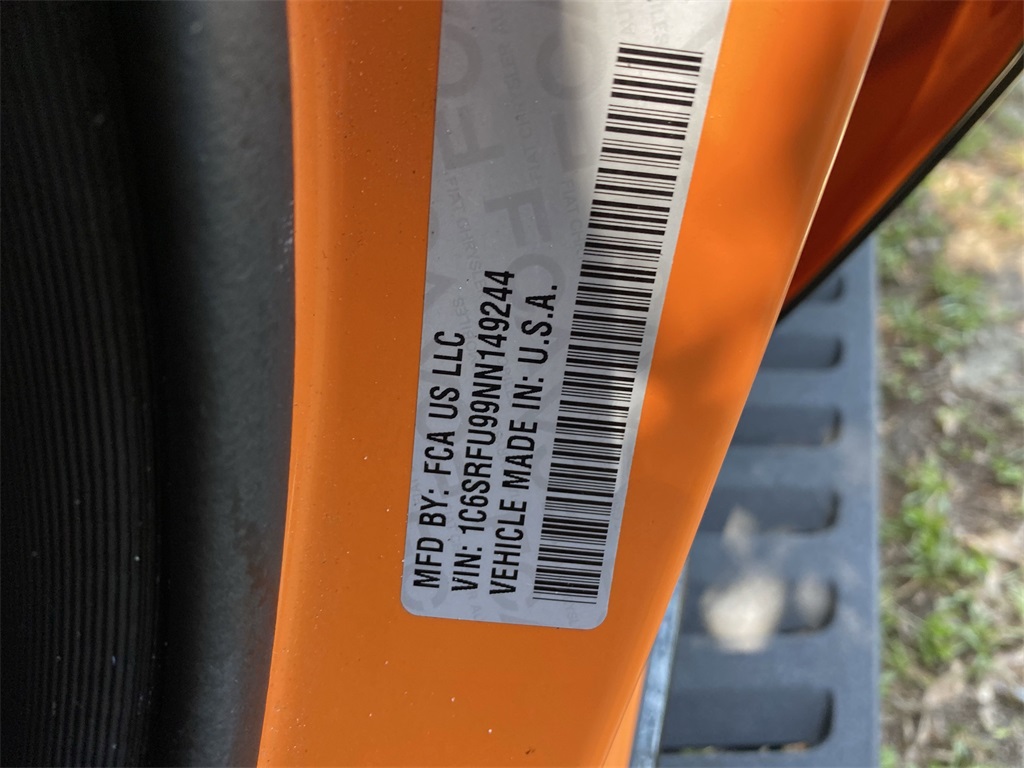 MFD BY: FCA US LLC
VIN: 1C6SRFU99NN149244
VEHICLE MADE IN: U.S.A.